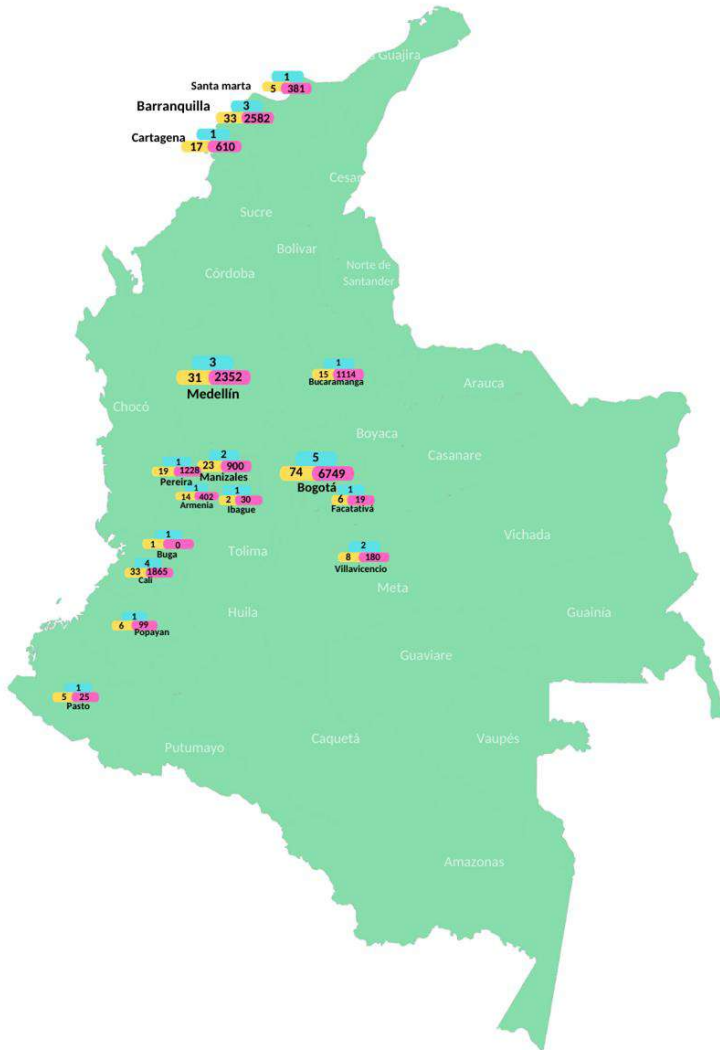 s Guajira
1
Santa marta 5 381
3
Barranquilla 33 2582
1
Cartagena 17 610
Cesar
Sucre
Bolivar
Córdoba
Norte de
Santander
3
31 2352
Medellín
1
15 1114
Bucaramanga
Arauca
Chocó
Boyaca
Casanare
2
23 900
Manizales
1
19 1228
Pereira
5
74 6749
Bogotá
1
14 402
Armenia
1
2 30
Ibague
1
6 19
Facatativá
1
1 0
Buga
Tolima
Vichada
2
8 180
Villavicencio
4
33 1865
Cali
Meta
1
6 99
Popayan
Huila
Guainía
Guaviare
1
5 25
Pasto
Putumayo
Caquetá
Vaupés
Amazonas